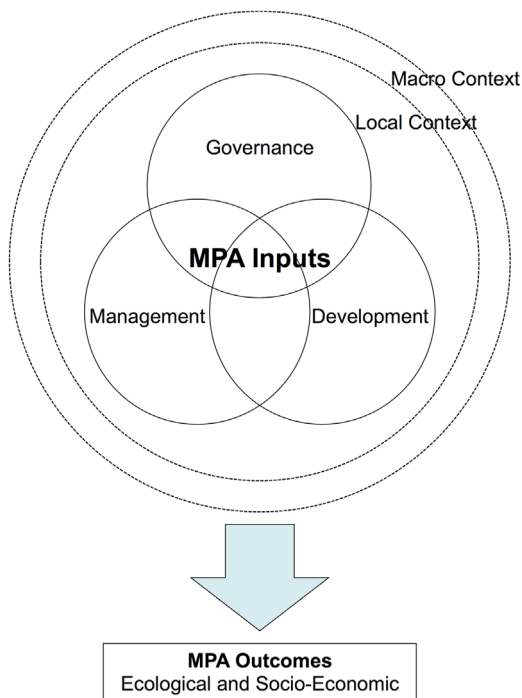 Macro Context
Local Context
Governance
MPA Inputs
Management
Development
MPA Outcomes
Ecological and Socio-Economic